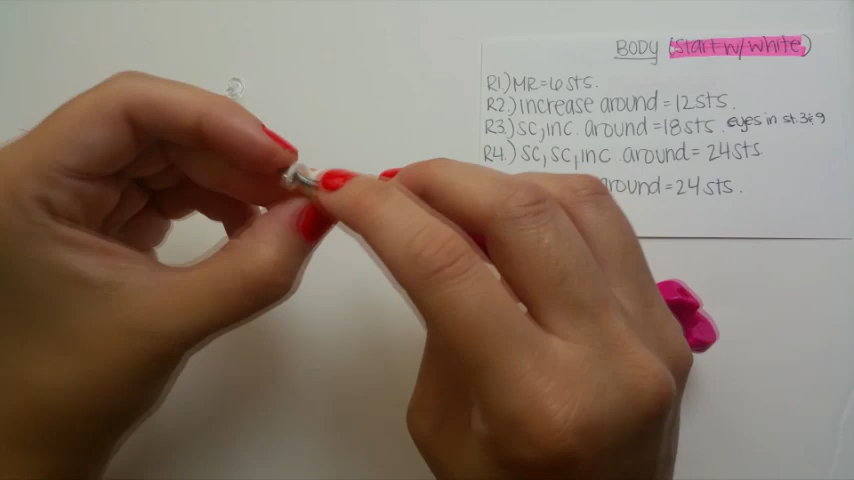 BODY (start w/ white)
R1.) MR = 6 sts.
R2.) increase around = 12 sts.
R3.) sc, inc. around = 18 sts. eyes in st. 3 & 9
R4.) sc, sc, inc around = 24 sts
around = 24 sts.